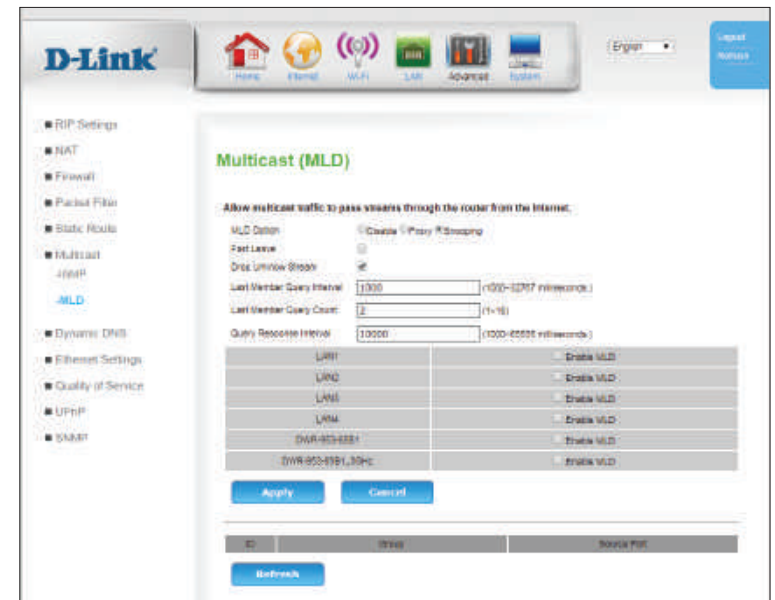 D-Link
Home Internet Wi-Fi LAN Advanced System
English
Logout
Refresh
RIP Settings
NAT
Firewall
Packet Filter
Static Route
Multicast
-IGMP
-MLD
Dynamic DNS
Ethernet Settings
Quality of Service
UPnP
SNMP
Multicast (MLD)
Allow multicast traffic to pass streams through the router from the Internet.
MLD Option Disable Proxy Snooping
Fast Leave
Drop Unknow Stream
Last Member Query Interval 1000 (1000~32767 milliseconds.)
Last Member Query Count 2 (1~16)
Query Response Interval 10000 (1000~65535 milliseconds.)
LAN1 Enable MLD
LAN2 Enable MLD
LAN3 Enable MLD
LAN4 Enable MLD
Enable MLD
Enable MLD
Apply Cancel
ID Group Source Port
Refresh